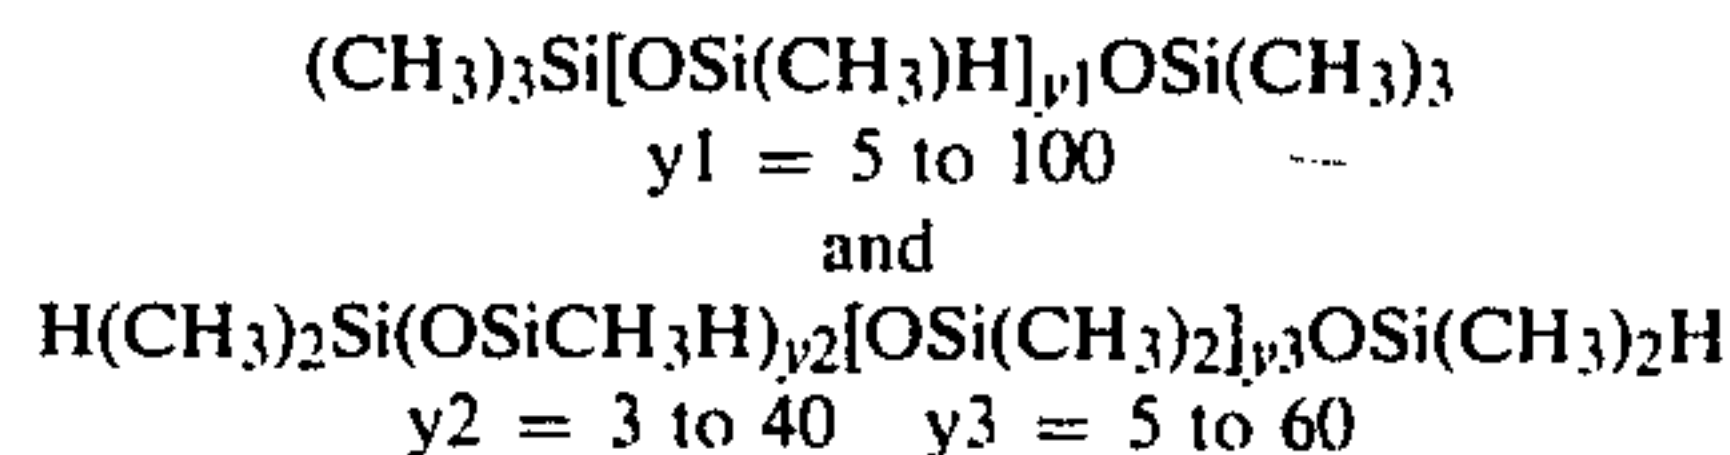 (CH₃)₃Si[OSi(CH₃)H]y1OSi(CH₃)₃
y1 = 5 to 100
and
H(CH₃)₂Si(OSiCH₃H)y2[OSi(CH₃)₂]y3OSi(CH₃)₂H
y2 = 3 to 40 y3 = 5 to 60